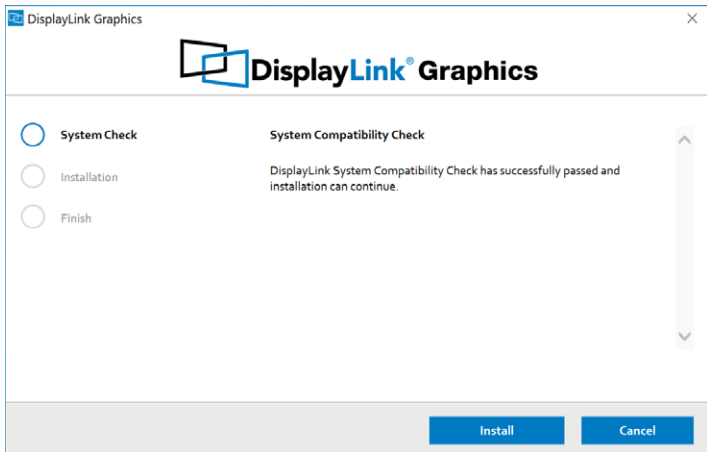 DisplayLink Graphics
DisplayLink® Graphics
System Check
System Compatibility Check
DisplayLink System Compatibility Check has successfully passed and
installation can continue.
Installation
Finish
Install
Cancel